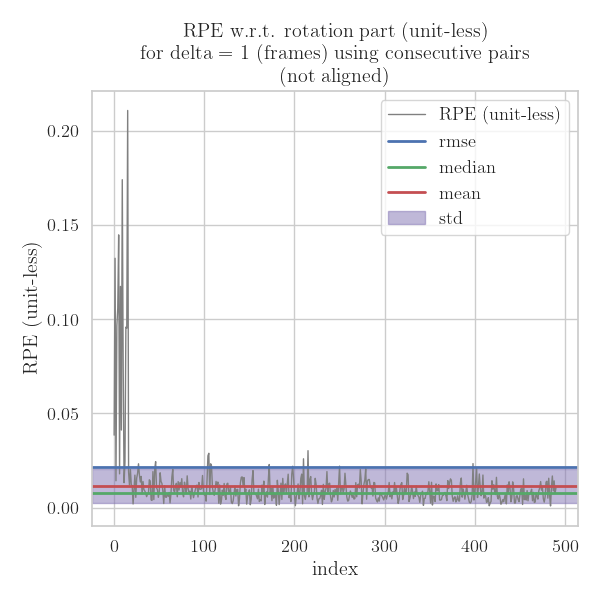 RPE w.r.t. rotation part (unit-less)
for delta = 1 (frames) using consecutive pairs
(not aligned)
RPE (unit-less)
rmse
median
mean
std
RPE (unit-less)
0.20
0.15
0.10
0.05
0.00
0
100
200
300
400
500
index